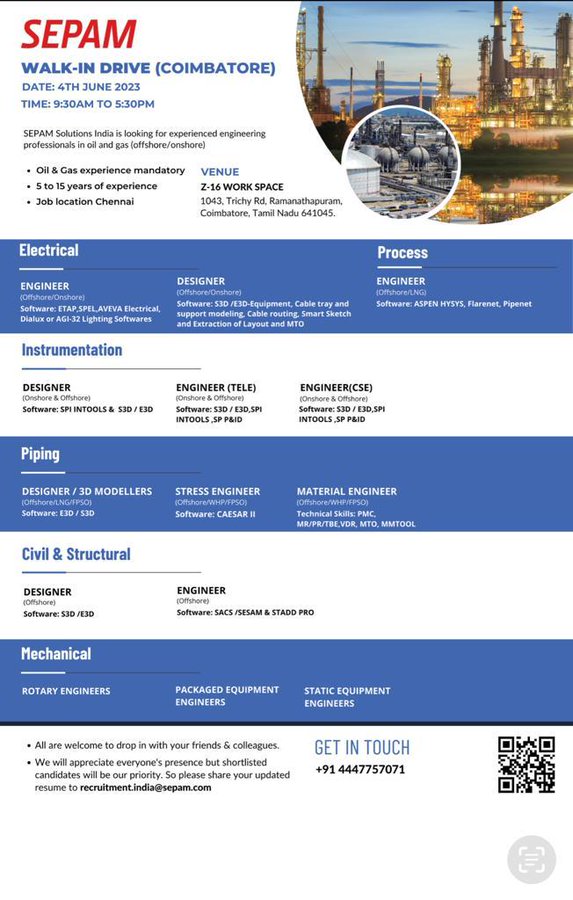 SEPAM
WALK-IN DRIVE (COIMBATORE)
DATE: 4TH JUNE 2023
TIME: 9:30AM TO 5:30PM
SEPAM Solutions India is looking for experienced engineering
professionals in oil and gas (offshore/onshore)
• Oil & Gas experience mandatory
• 5 to 15 years of experience
• Job location Chennai
VENUE
Z-16 WORK SPACE
1043, Trichy Rd, Ramanathapuram,
Coimbatore, Tamil Nadu 641045.
Electrical
ENGINEER
(Offshore/Onshore)
Software: ETAP,SPEL,AVEVA Electrical,
Dialux or AGI-32 Lighting Softwares
DESIGNER
(Offshore/Onshore)
Software: S3D /E3D-Equipment, Cable tray and
support modeling, Cable routing, Smart Sketch
and Extraction of Layout and MTO
Process
ENGINEER
(Offshore/LNG)
Software: ASPEN HYSYS, Flarenet, Pipenet
Instrumentation
DESIGNER
(Onshore & Offshore)
Software: SPI INTOOLS & S3D / E3D
ENGINEER (TELE)
(Onshore & Offshore)
Software: S3D / E3D,SPI
INTOOLS ,SP P&ID
ENGINEER(CSE)
(Onshore & Offshore)
Software: S3D / E3D,SPI
INTOOLS ,SP P&ID
Piping
DESIGNER / 3D MODELLERS
(Offshore/LNG/FPSO)
Software: E3D / S3D
STRESS ENGINEER
(Offshore/WHP/FPSO)
Software: CAESAR II
MATERIAL ENGINEER
(Offshore/WHP/FPSO)
Technical Skills: PMC,
MR/PR/TBE,VDR, MTO, MMTOOL
Civil & Structural
DESIGNER
(Offshore)
Software: S3D /E3D
ENGINEER
(Offshore)
Software: SACS /SESAM & STADD PRO
Mechanical
ROTARY ENGINEERS
PACKAGED EQUIPMENT
ENGINEERS
STATIC EQUIPMENT
ENGINEERS
• All are welcome to drop in with your friends & colleagues.
• We will appreciate everyone's presence but shortlisted
candidates will be our priority. So please share your updated
resume to recruitment.india@sepam.com
GET IN TOUCH
+91 4447757071